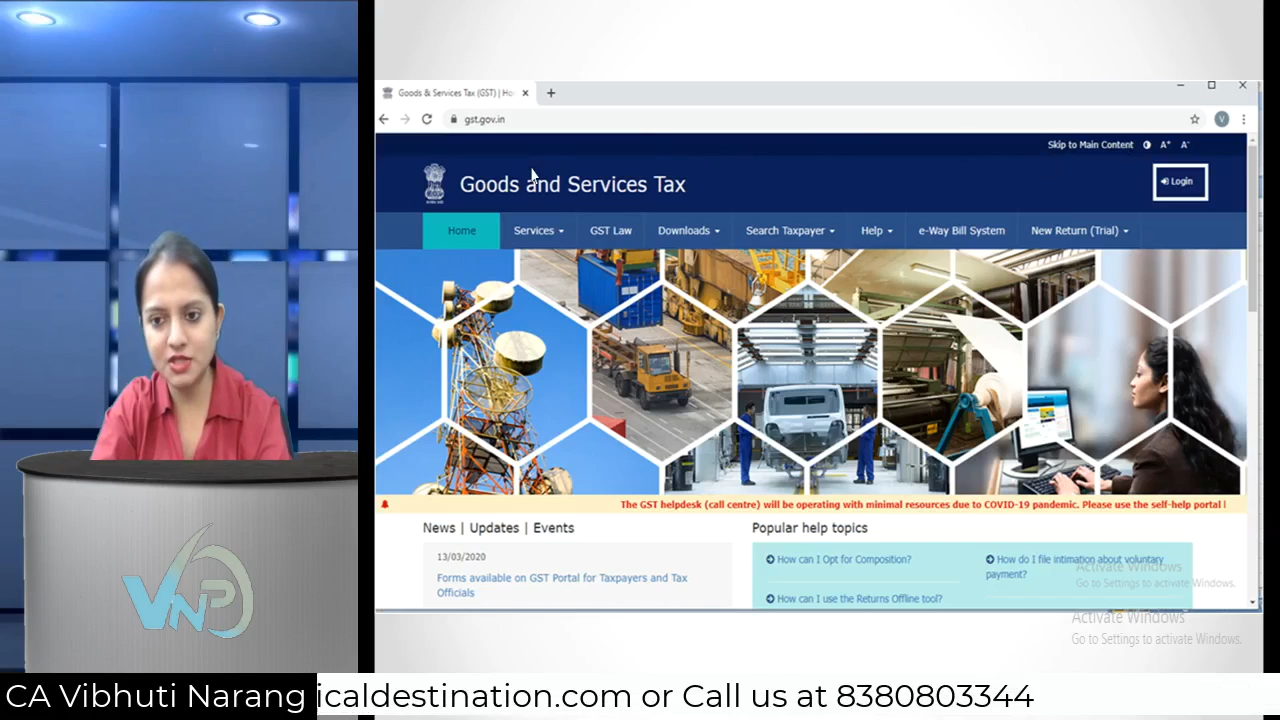 Goods & Services Tax (GST) | Ho
gst.gov.in
V
Skip to Main Content A+ A-
Goods and Services Tax
Login
Home Services GST Law Downloads Search Taxpayer Help e-Way Bill System New Return (Trial)
The GST helpdesk (call centre) will be operating with minimal resources due to COVID-19 pandemic. Please use the self-help portal !
News | Updates | Events
13/03/2020
Forms available on GST Portal for Taxpayers and Tax
Officials
Popular help topics
How can I Opt for Composition?
How do I file intimation about voluntary
payment?
How can I use the Returns Offline tool?
Activate Windows
Go to Settings to activate Windows.
Activate Windows
Go to Settings to activate Windows.
VNP
CA Vibhuti Narang icaldestination.com or Call us at 8380803344